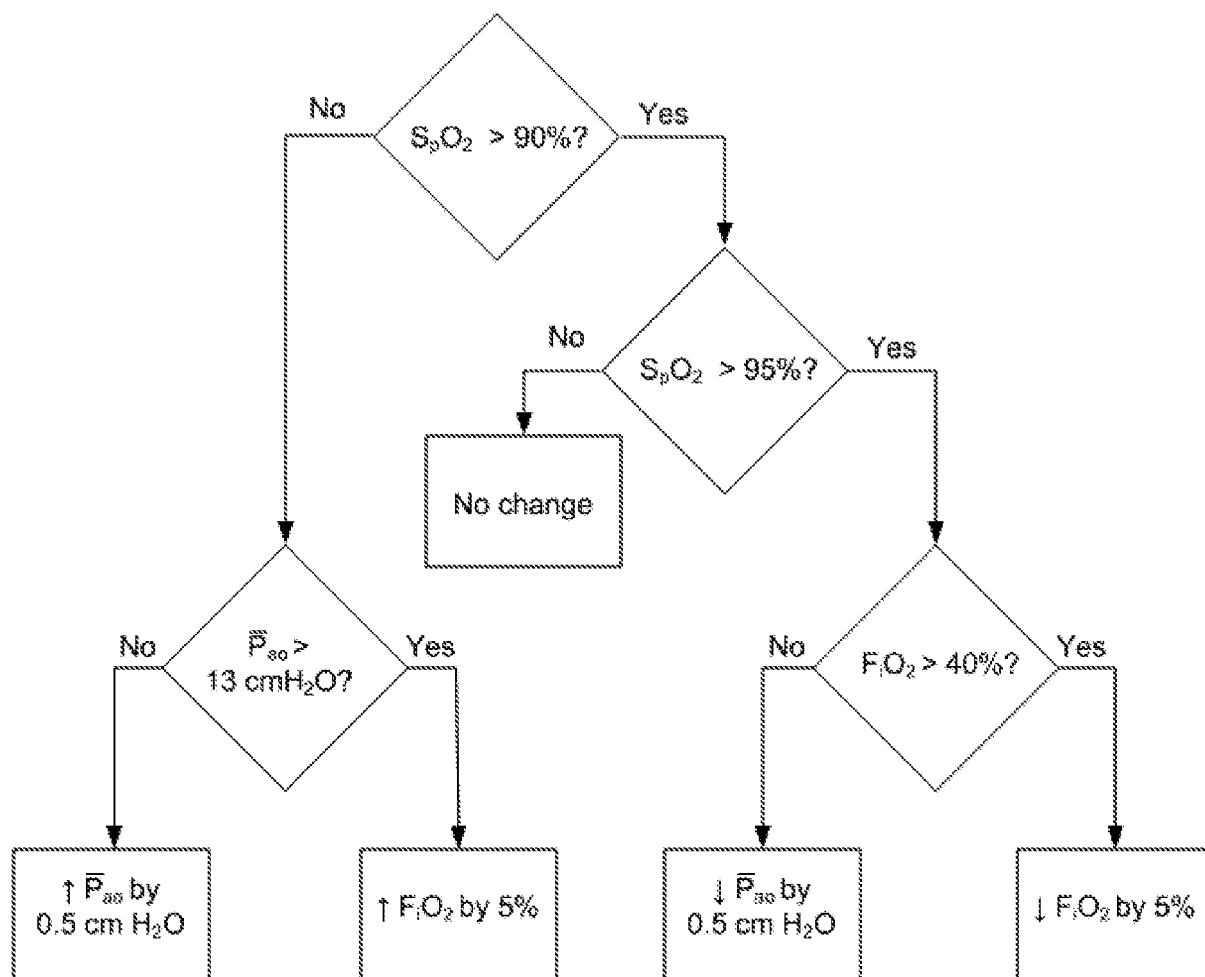 No
Yes
SpO2 > 90%?
No
Yes
SpO2 > 95%?
No change
No
Yes
P̅ao >
13 cmH2O?
No
Yes
FiO2 > 40%?
↑ P̅ao by
0.5 cm H2O
↑ FiO2 by 5%
↓ P̅ao by
0.5 cm H2O
↓ FiO2 by 5%